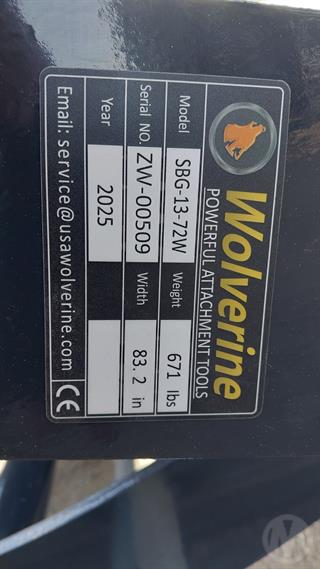 Wolverine
POWERFUL ATTACHMENT TOOLS
Model SBG-13-72W Weight 671 lbs
Serial NO. ZW-00509 Width 83.2 in
Year 2025
Email: service@usawolverine.com CE